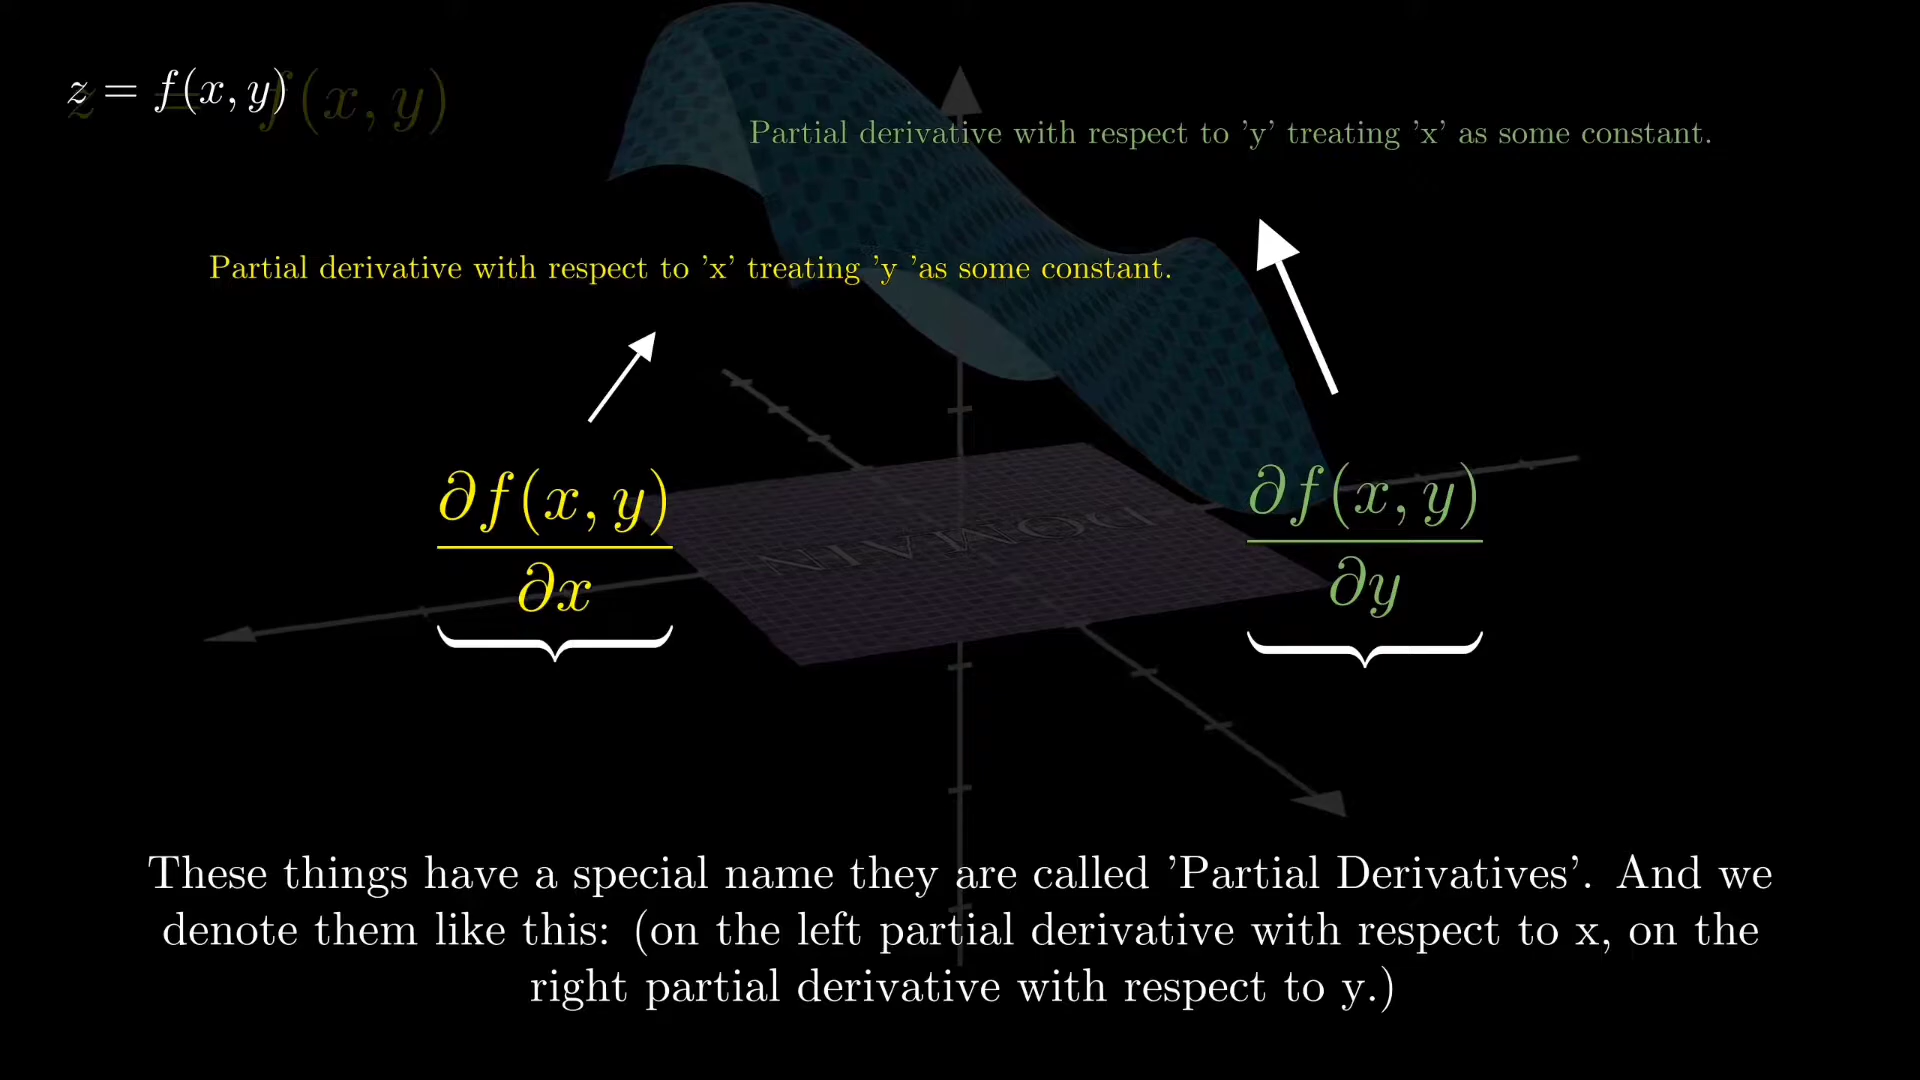 z = f(x, y)
z = f(x, y)
Partial derivative with respect to 'y' treating 'x' as some constant.
Partial derivative with respect to 'x' treating 'y 'as some constant.
∂f(x, y)
∂x
∂f(x, y)
∂y
DOMAIN
These things have a special name they are called 'Partial Derivatives'. And we
denote them like this: (on the left partial derivative with respect to x, on the
right partial derivative with respect to y.)